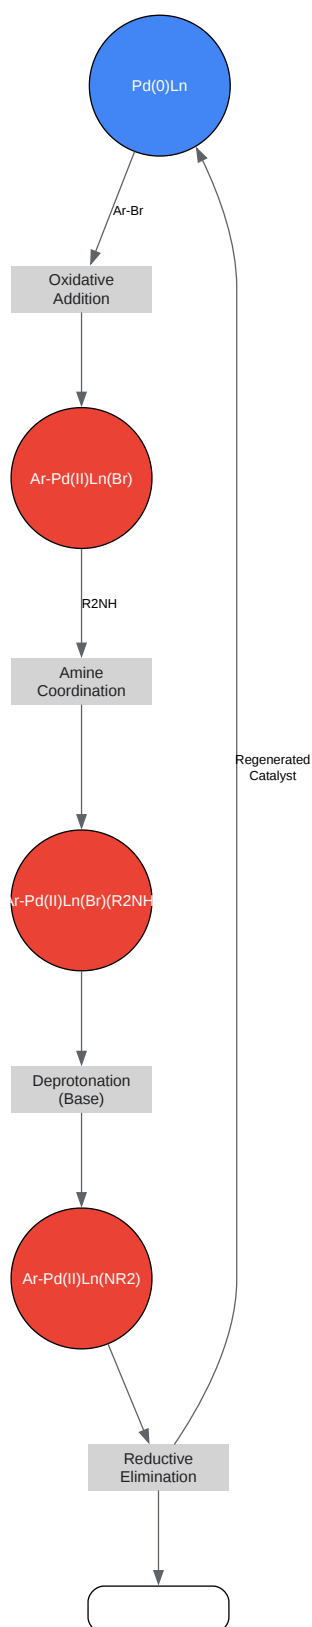 Pd(0)Ln
Ar-Br
Oxidative
Addition
Ar-Pd(II)Ln(Br)
R2NH
Amine
Coordination
Regenerated
Catalyst
Ar-Pd(II)Ln(Br)(R2NH
Deprotonation
(Base)
Ar-Pd(II)Ln(NR2)
Reductive
Elimination